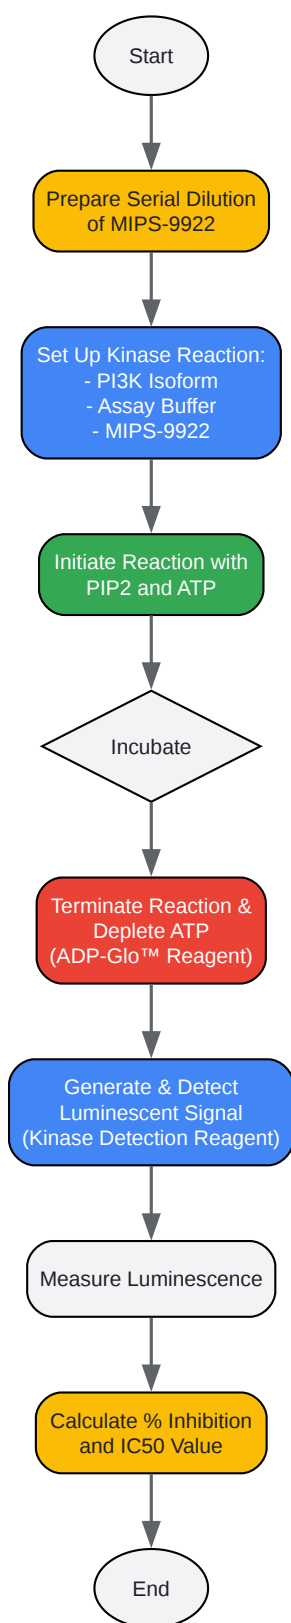 Start
Prepare Serial Dilution
of MIPS-9922
Set Up Kinase Reaction:
- PI3K Isoform
- Assay Buffer
- MIPS-9922
Initiate Reaction with
PIP2 and ATP
Incubate
Terminate Reaction &
Deplete ATP
(ADP-Glo™ Reagent)
Generate & Detect
Luminescent Signal
(Kinase Detection Reagent)
Measure Luminescence
Calculate % Inhibition
and IC50 Value
End